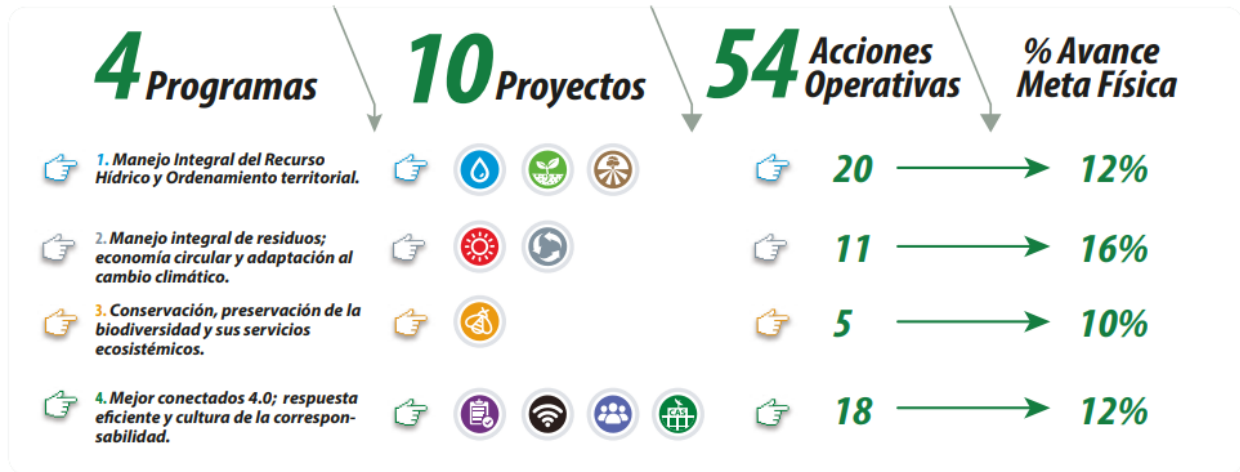 4 Programas
10 Proyectos
54 Acciones
Operativas
% Avance
Meta Física
1. Manejo Integral del Recurso
Hídrico y Ordenamiento territorial.
20
12%
2. Manejo integral de residuos;
economía circular y adaptación al
cambio climático.
11
16%
3. Conservación, preservación de la
biodiversidad y sus servicios
ecosistémicos.
5
10%
4. Mejor conectados 4.0; respuesta
eficiente y cultura de la correspon-
sabilidad.
CAS
18
12%